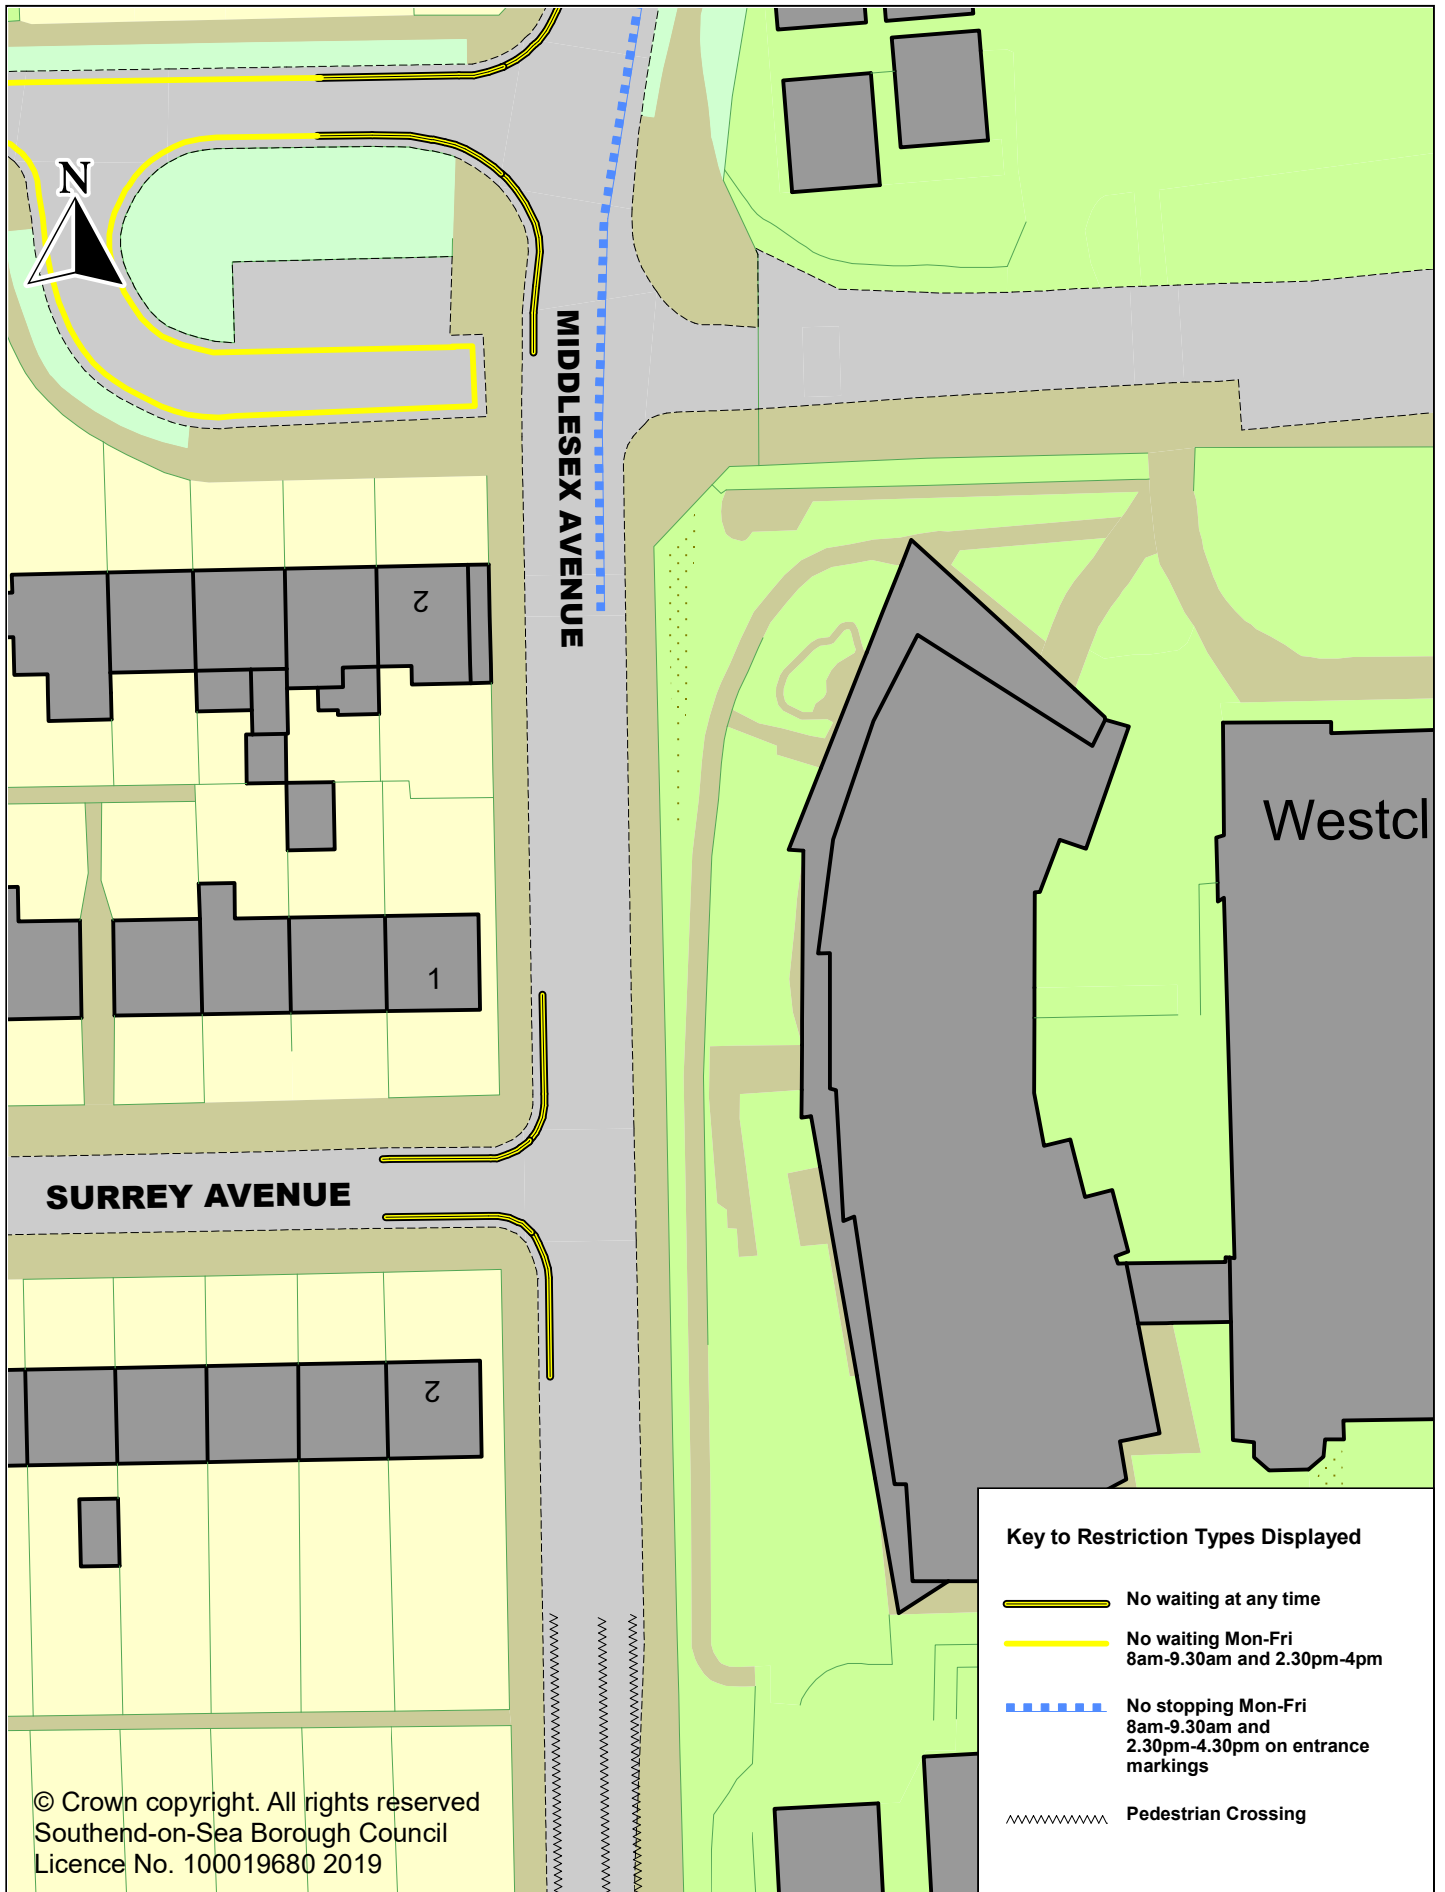 N
MIDDLESEX AVENUE
2
Westcl
1
SURREY AVENUE
2
Key to Restriction Types Displayed
No waiting at any time
No waiting Mon-Fri
8am-9.30am and 2.30pm-4pm
No stopping Mon-Fri
8am-9.30am and
2.30pm-4.30pm on entrance
markings
Pedestrian Crossing
© Crown copyright. All rights reserved
Southend-on-Sea Borough Council
Licence No. 100019680 2019